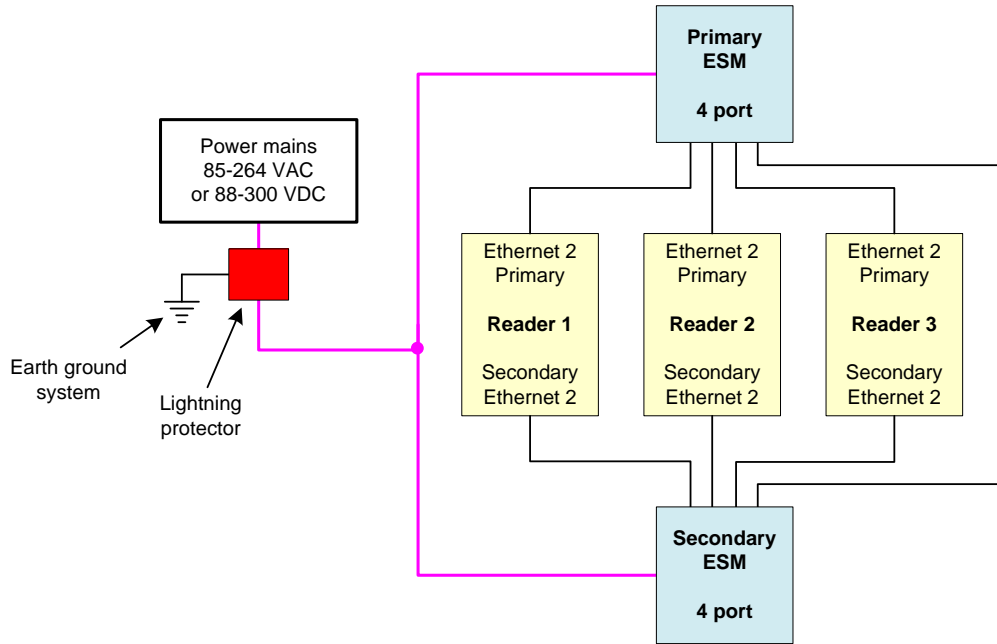 Primary
ESM
4 port
Power mains
85-264 VAC
or 88-300 VDC
Earth ground
system
Lightning
protector
Ethernet 2
Primary
Reader 1
Secondary
Ethernet 2
Ethernet 2
Primary
Reader 2
Secondary
Ethernet 2
Ethernet 2
Primary
Reader 3
Secondary
Ethernet 2
Secondary
ESM
4 port